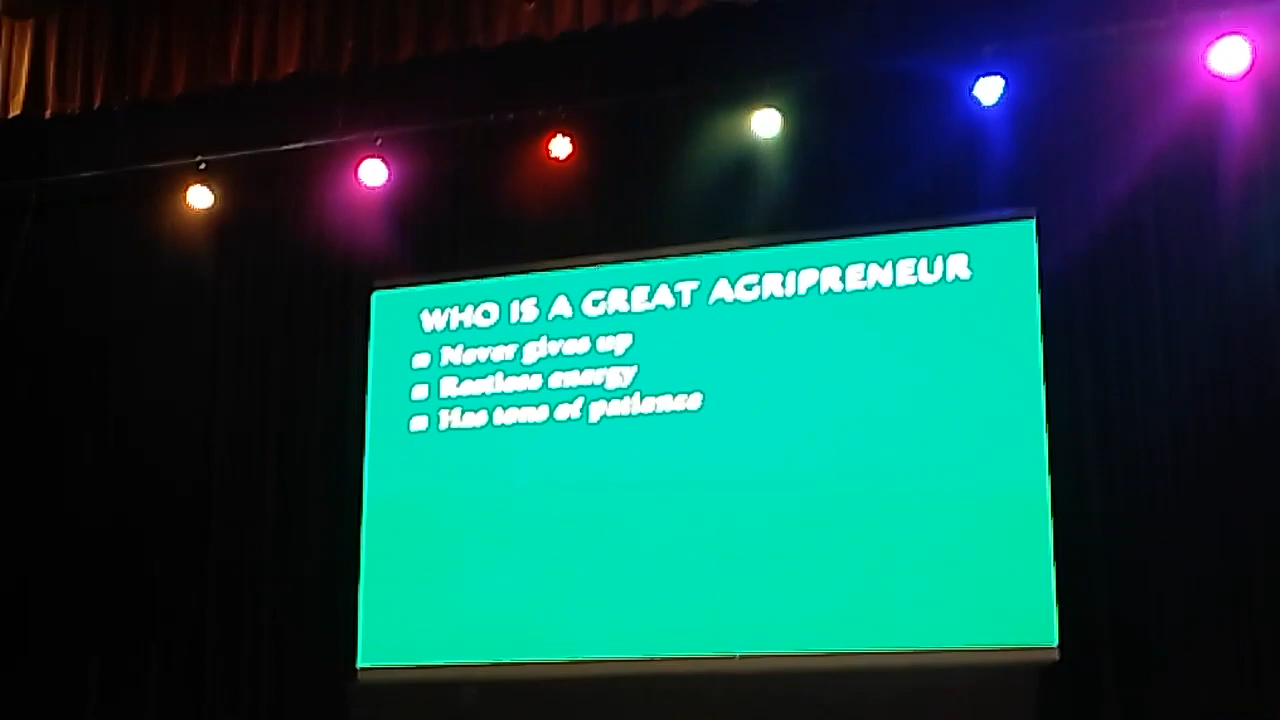 WHO IS A GREAT AGRIPRENEUR
Never gives up
Restless energy
Has tons of patience